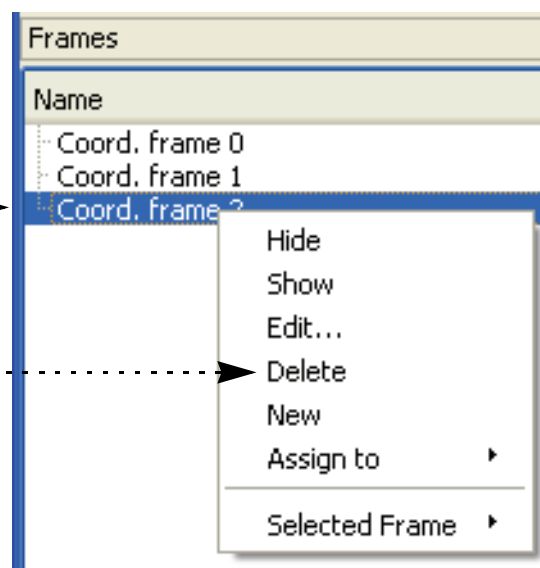 Frames
Name
Coord. frame 0
Coord. frame 1
Coord. frame 2
Hide
Show
Edit...
Delete
New
Assign to
Selected Frame